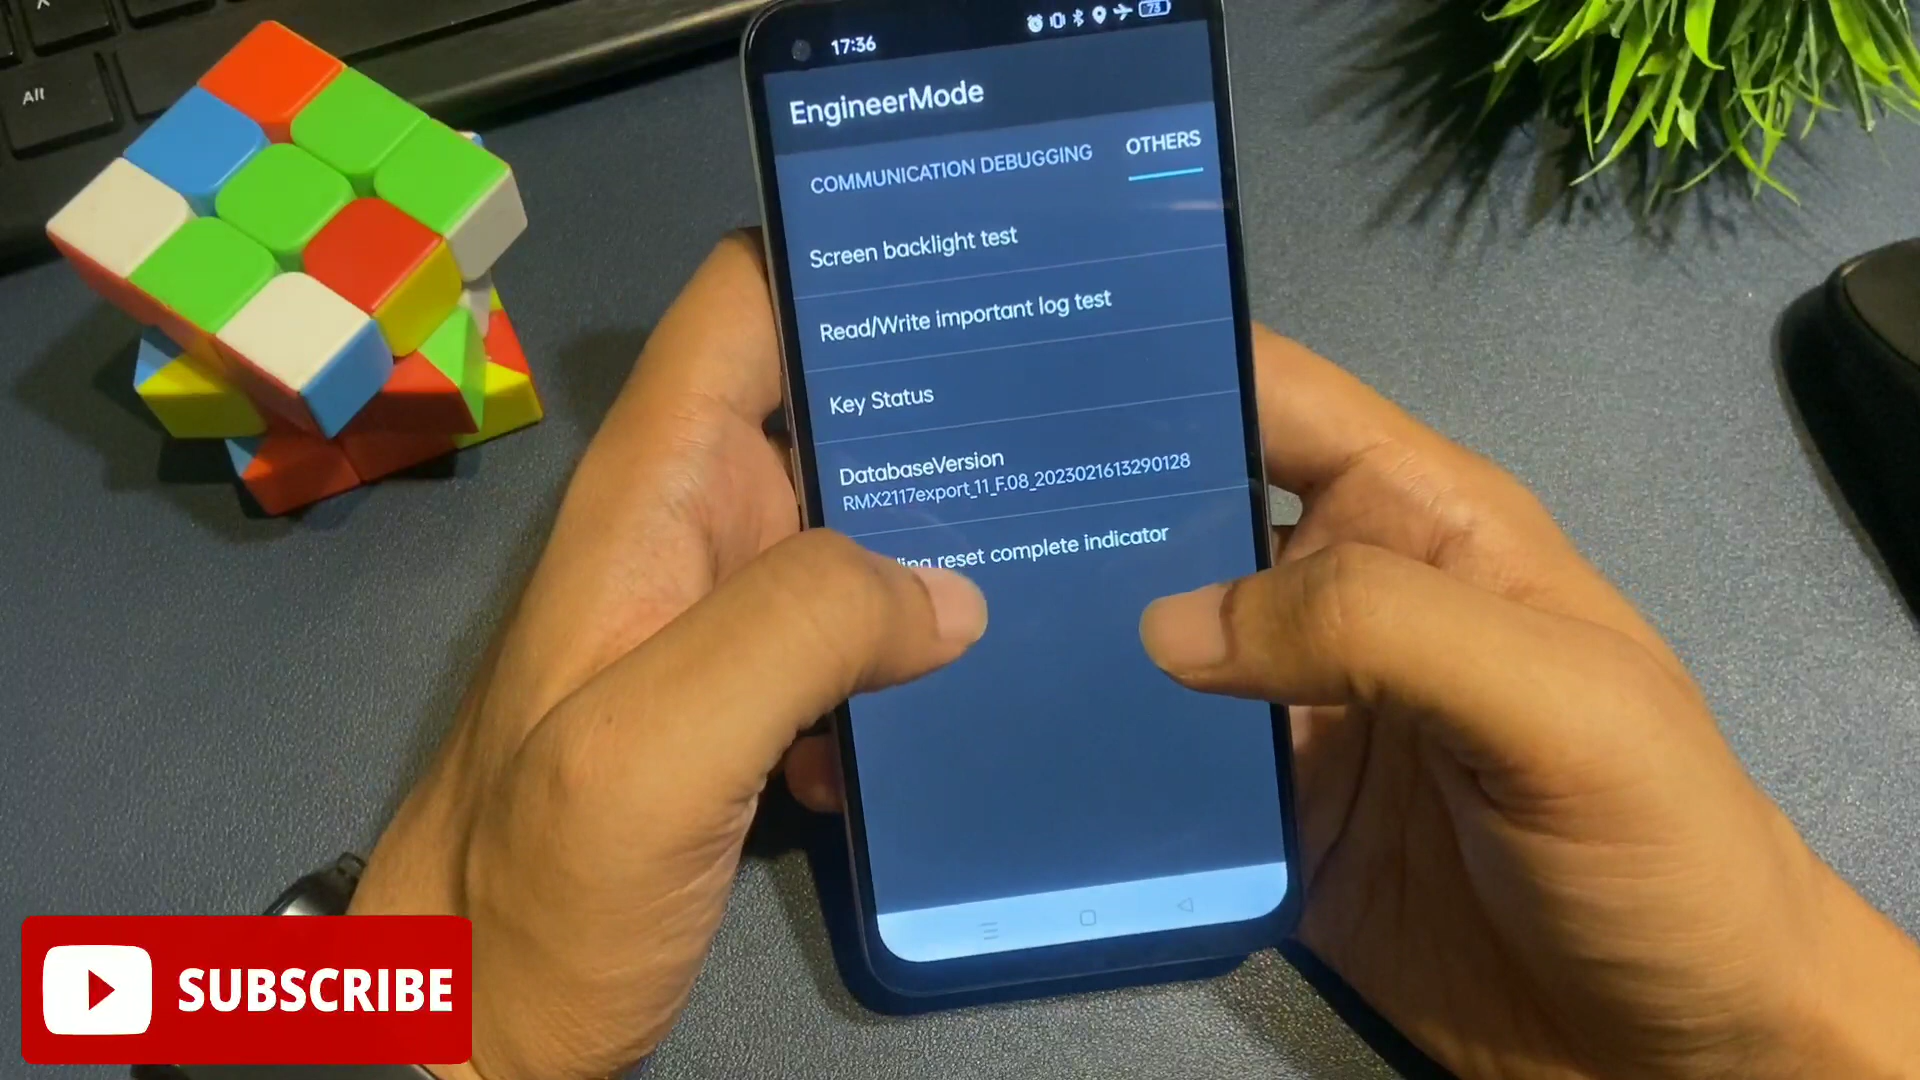 Alt
17:36
73
EngineerMode
COMMUNICATION DEBUGGING
OTHERS
Screen backlight test
Read/Write important log test
Key Status
DatabaseVersion
RMX2117export_11_F.08_2023021613290128
reset complete indicator
SUBSCRIBE